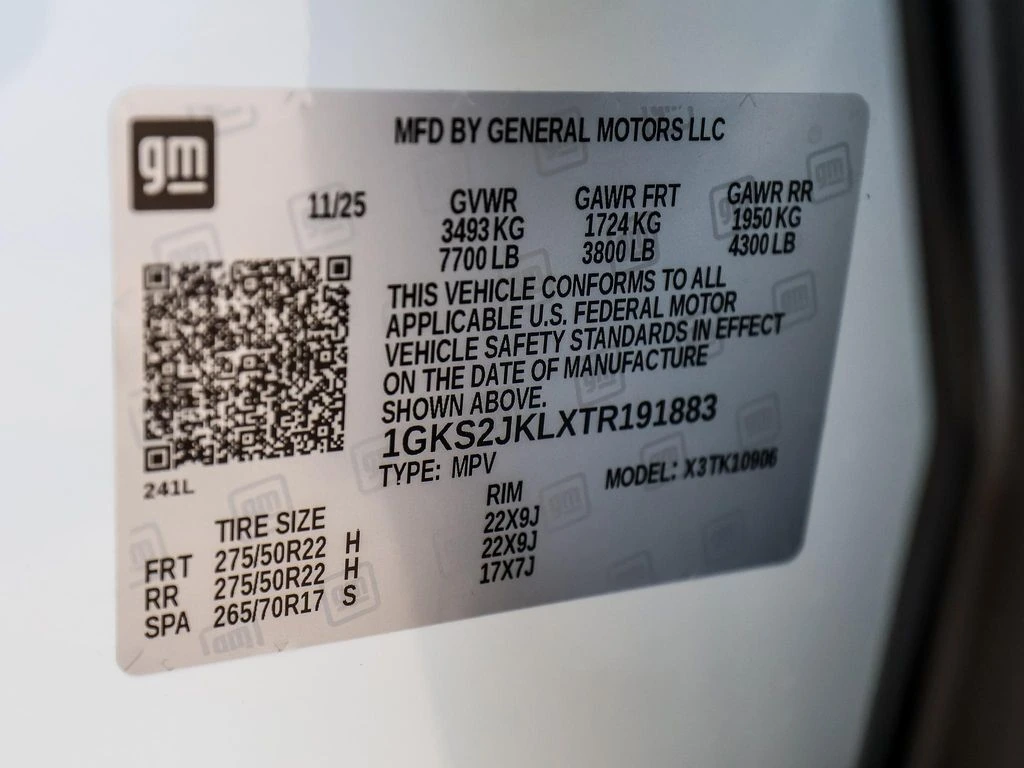 gm
MFD BY GENERAL MOTORS LLC
11/25 GVWR GAWR FRT GAWR RR
3493 KG 1724 KG 1950 KG
7700 LB 3800 LB 4300 LB
THIS VEHICLE CONFORMS TO ALL
APPLICABLE U.S. FEDERAL MOTOR
VEHICLE SAFETY STANDARDS IN EFFECT
ON THE DATE OF MANUFACTURE
SHOWN ABOVE.
1GKS2JKLXTR191883
TYPE: MPV MODEL: X3TK10906
241L
TIRE SIZE RIM
FRT 275/50R22 H 22X9J
RR 275/50R22 H 22X9J
SPA 265/70R17 S 17X7J